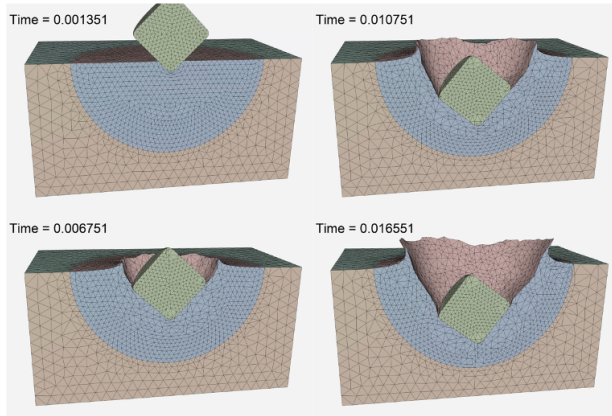 Time = 0.001351
Time = 0.010751
Time = 0.006751
Time = 0.016551